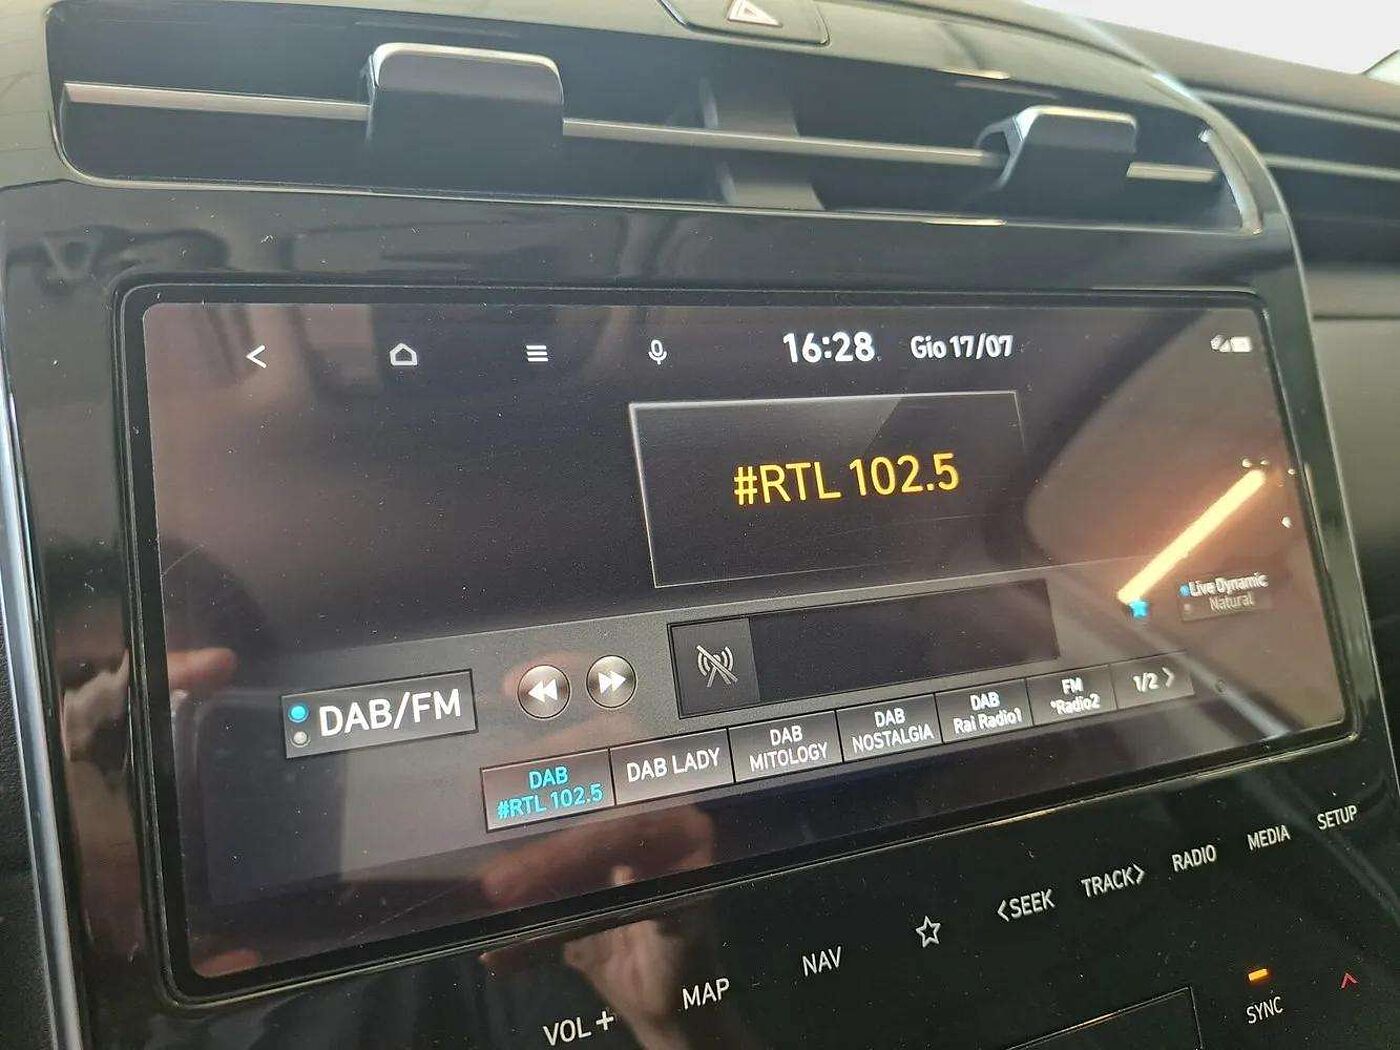 16:28 Gio 17/07
#RTL 102.5
Live Dynamic
Natural
DAB/FM
DAB
#RTL 102.5
DAB LADY
DAB
MITOLOGY
DAB
NOSTALGIA
DAB
Rai Radio1
FM
*Radio2
1/2 >
VOL +
MAP
NAV
<SEEK
TRACK>
RADIO
MEDIA
SETUP
SYNC